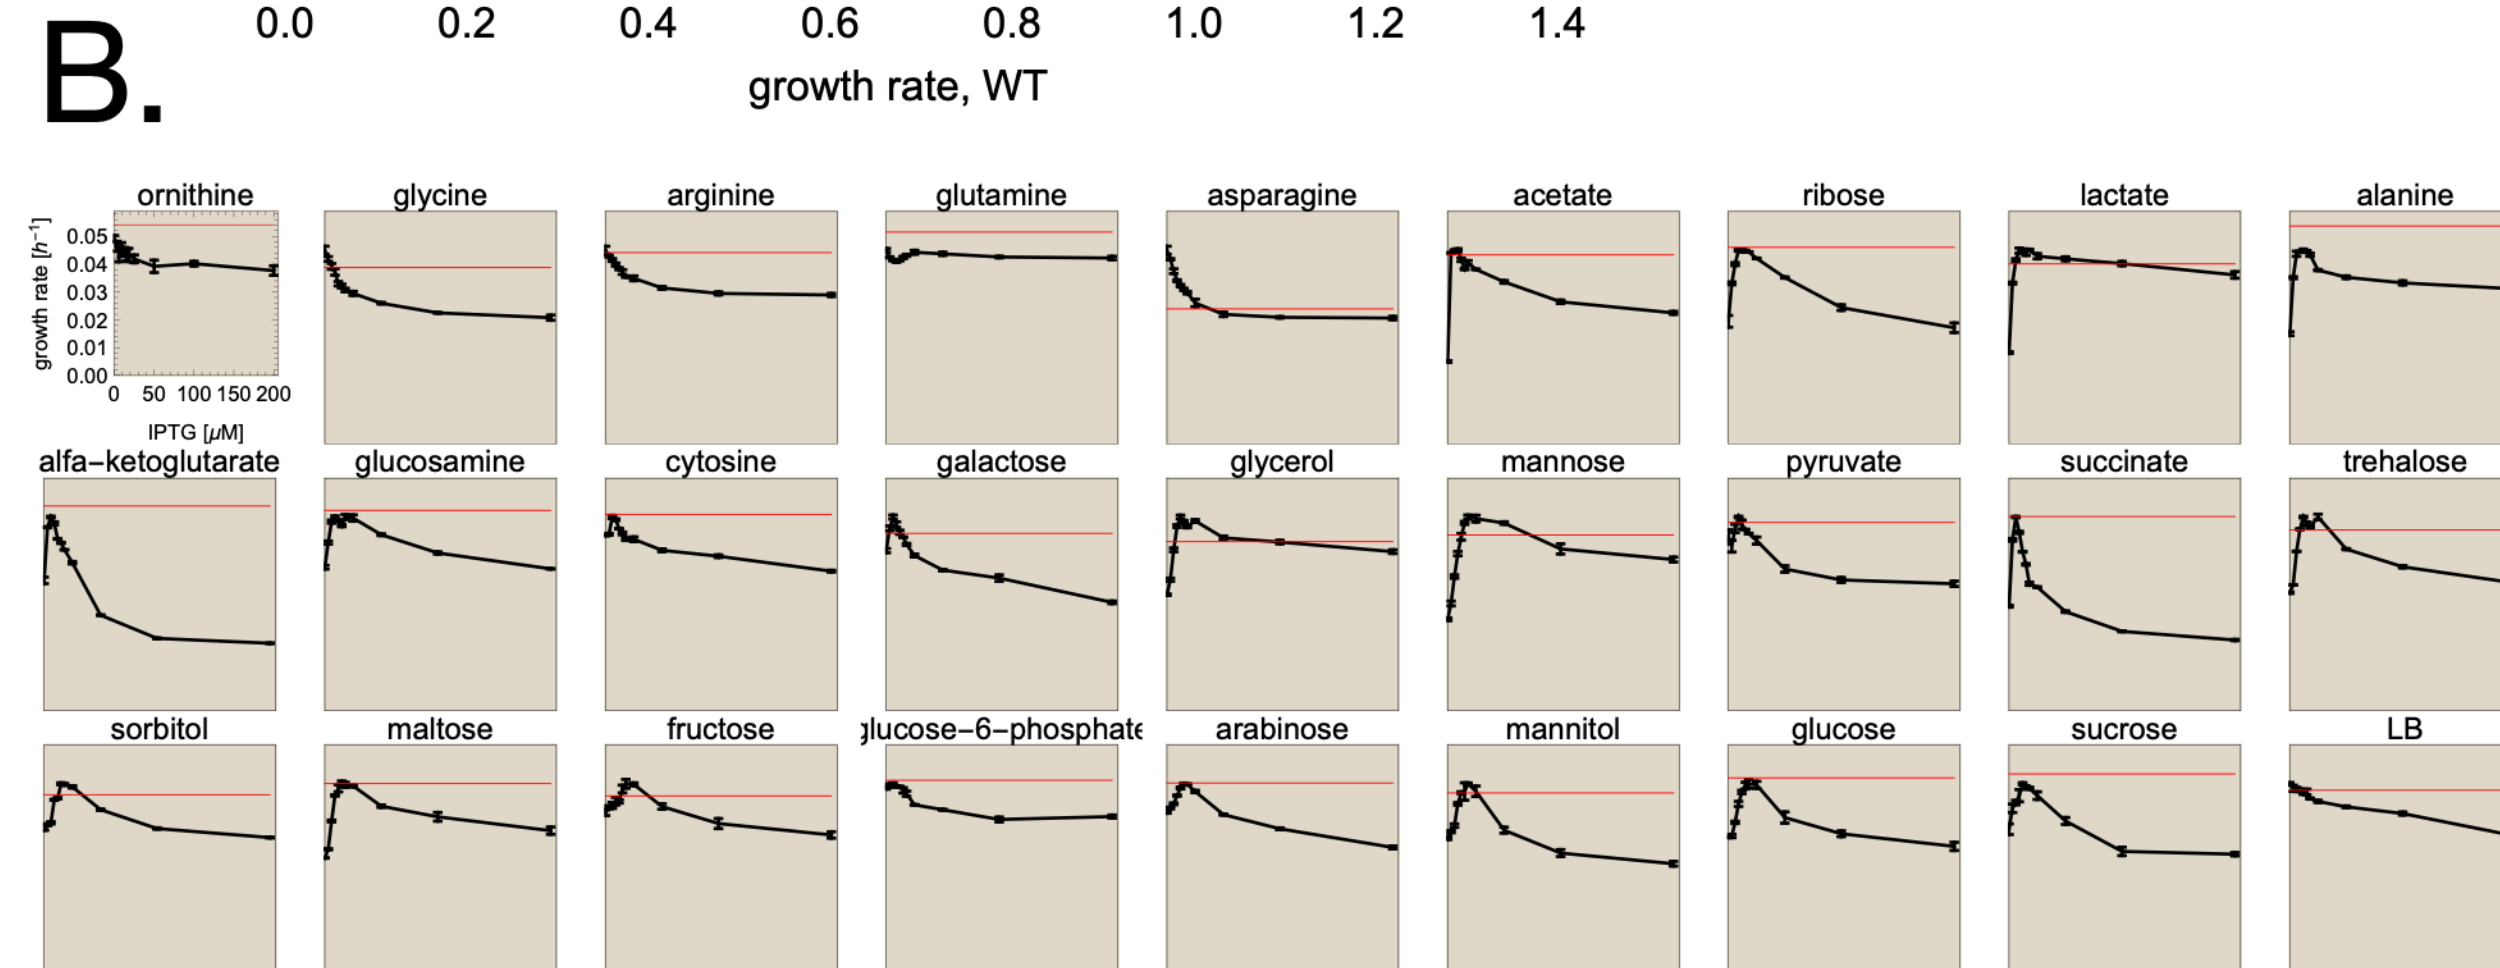 B.
0.0 0.2 0.4 0.6 0.8 1.0 1.2 1.4
growth rate, WT
ornithine glycine arginine glutamine asparagine acetate ribose lactate alanine
growth rate [h⁻¹]
0.05
0.04
0.03
0.02
0.01
0.00
0 50 100 150 200
IPTG [μM]
alfa−ketoglutarate glucosamine cytosine galactose glycerol mannose pyruvate succinate trehalose
sorbitol maltose fructose glucose−6−phosphate arabinose mannitol glucose sucrose LB